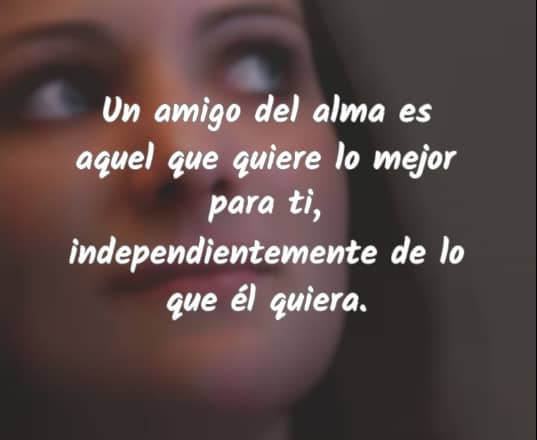 Un amigo del alma es
aquel que quiere lo mejor
para ti,
independientemente de lo
que él quiera.